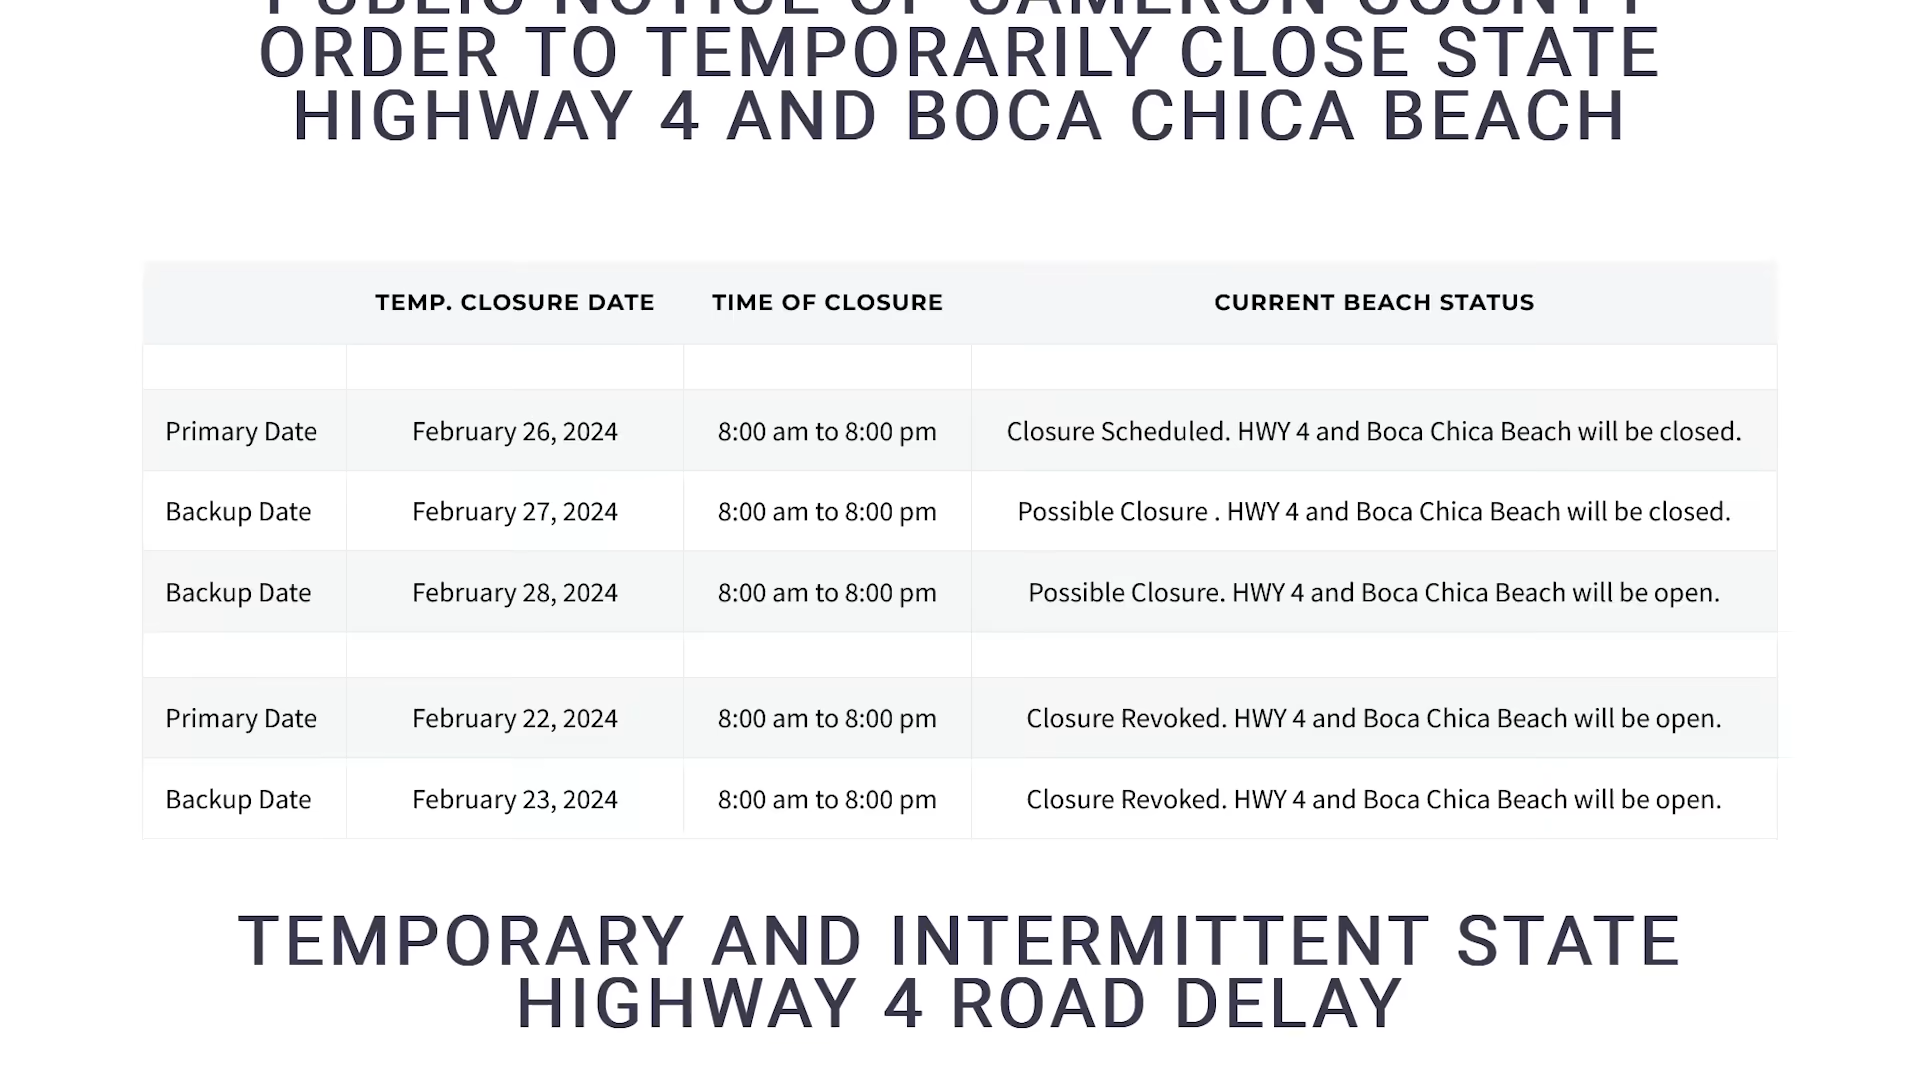 PUBLIC NOTICE OF CAMERON COUNTY
ORDER TO TEMPORARILY CLOSE STATE
HIGHWAY 4 AND BOCA CHICA BEACH
TEMP. CLOSURE DATE TIME OF CLOSURE CURRENT BEACH STATUS
Primary Date February 26, 2024 8:00 am to 8:00 pm Closure Scheduled. HWY 4 and Boca Chica Beach will be closed.
Backup Date February 27, 2024 8:00 am to 8:00 pm Possible Closure . HWY 4 and Boca Chica Beach will be closed.
Backup Date February 28, 2024 8:00 am to 8:00 pm Possible Closure. HWY 4 and Boca Chica Beach will be open.
Primary Date February 22, 2024 8:00 am to 8:00 pm Closure Revoked. HWY 4 and Boca Chica Beach will be open.
Backup Date February 23, 2024 8:00 am to 8:00 pm Closure Revoked. HWY 4 and Boca Chica Beach will be open.
TEMPORARY AND INTERMITTENT STATE
HIGHWAY 4 ROAD DELAY